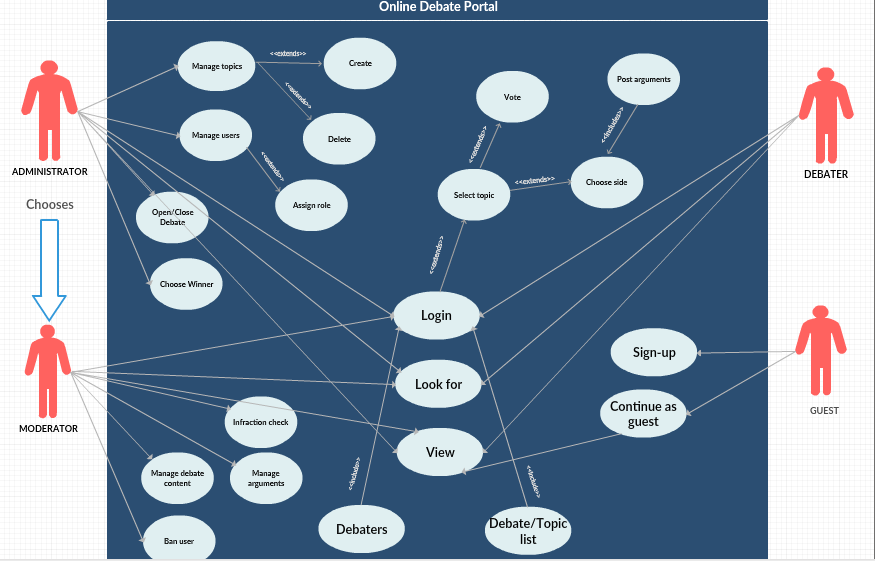 Online Debate Portal
Manage topics
<<extends>>
Create
<<extends>>
Delete
Manage users
<<extends>>
Assign role
Open/Close
Debate
Choose Winner
ADMINISTRATOR
Chooses
MODERATOR
Vote
Post arguments
<<extends>>
<<includes>>
Select topic
<<extends>>
Choose side
<<extends>>
DEBATER
Login
Look for
View
Sign-up
Continue as
guest
GUEST
Infraction check
Manage debate
content
Manage
arguments
Ban user
<<include>>
Debaters
<<include>>
Debate/Topic
list